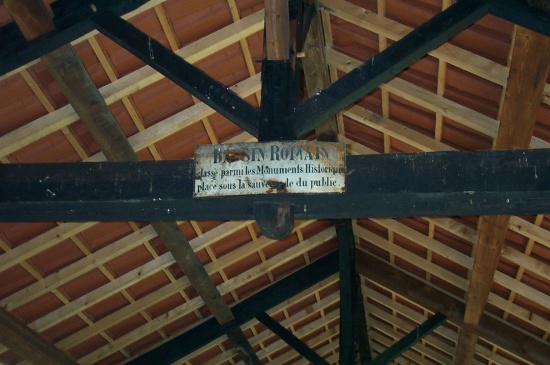 BASSIN ROMAIN
classé parmi les Monuments Historiques
placé sous la sauvegarde du public.